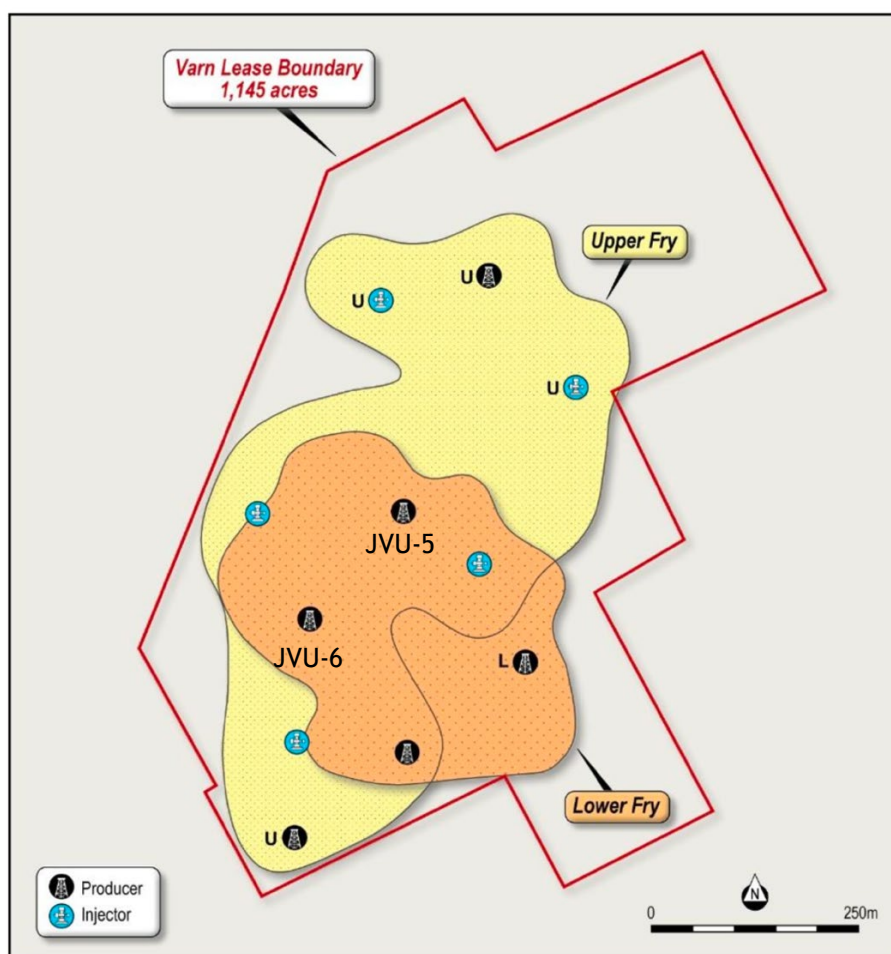 Varn Lease Boundary
1,145 acres
Upper Fry
U
U
U
JVU-5
JVU-6
L
U
Lower Fry
Producer
Injector
N
0 250m